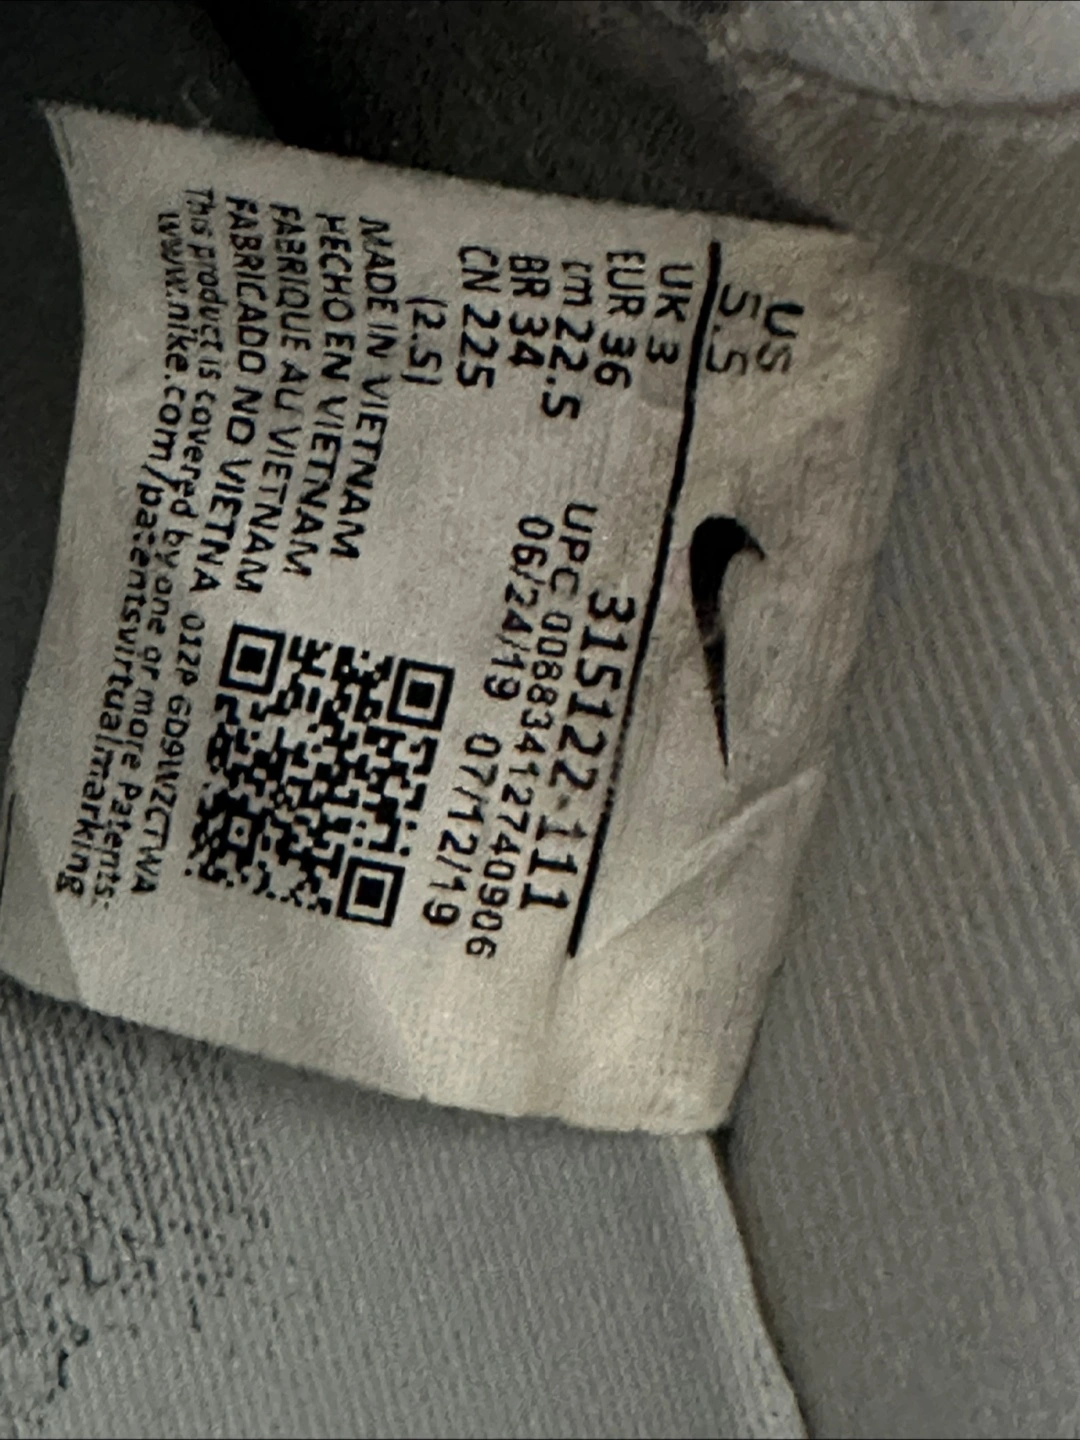 US
5.5
UK 3
EUR 36
cm 22.5
BR 34
CN 225
(2.5)
315122-111
UPC 00883412740906
06/24/19 07/12/19
MADE IN VIETNAM
HECHO EN VIETNAM
FABRIQUE AU VIETNAM
FABRICADO NO VIETNA 012P GD9WZCTWA
This product is covered by one or more patents:
www.nike.com/patentsvirtualmarking